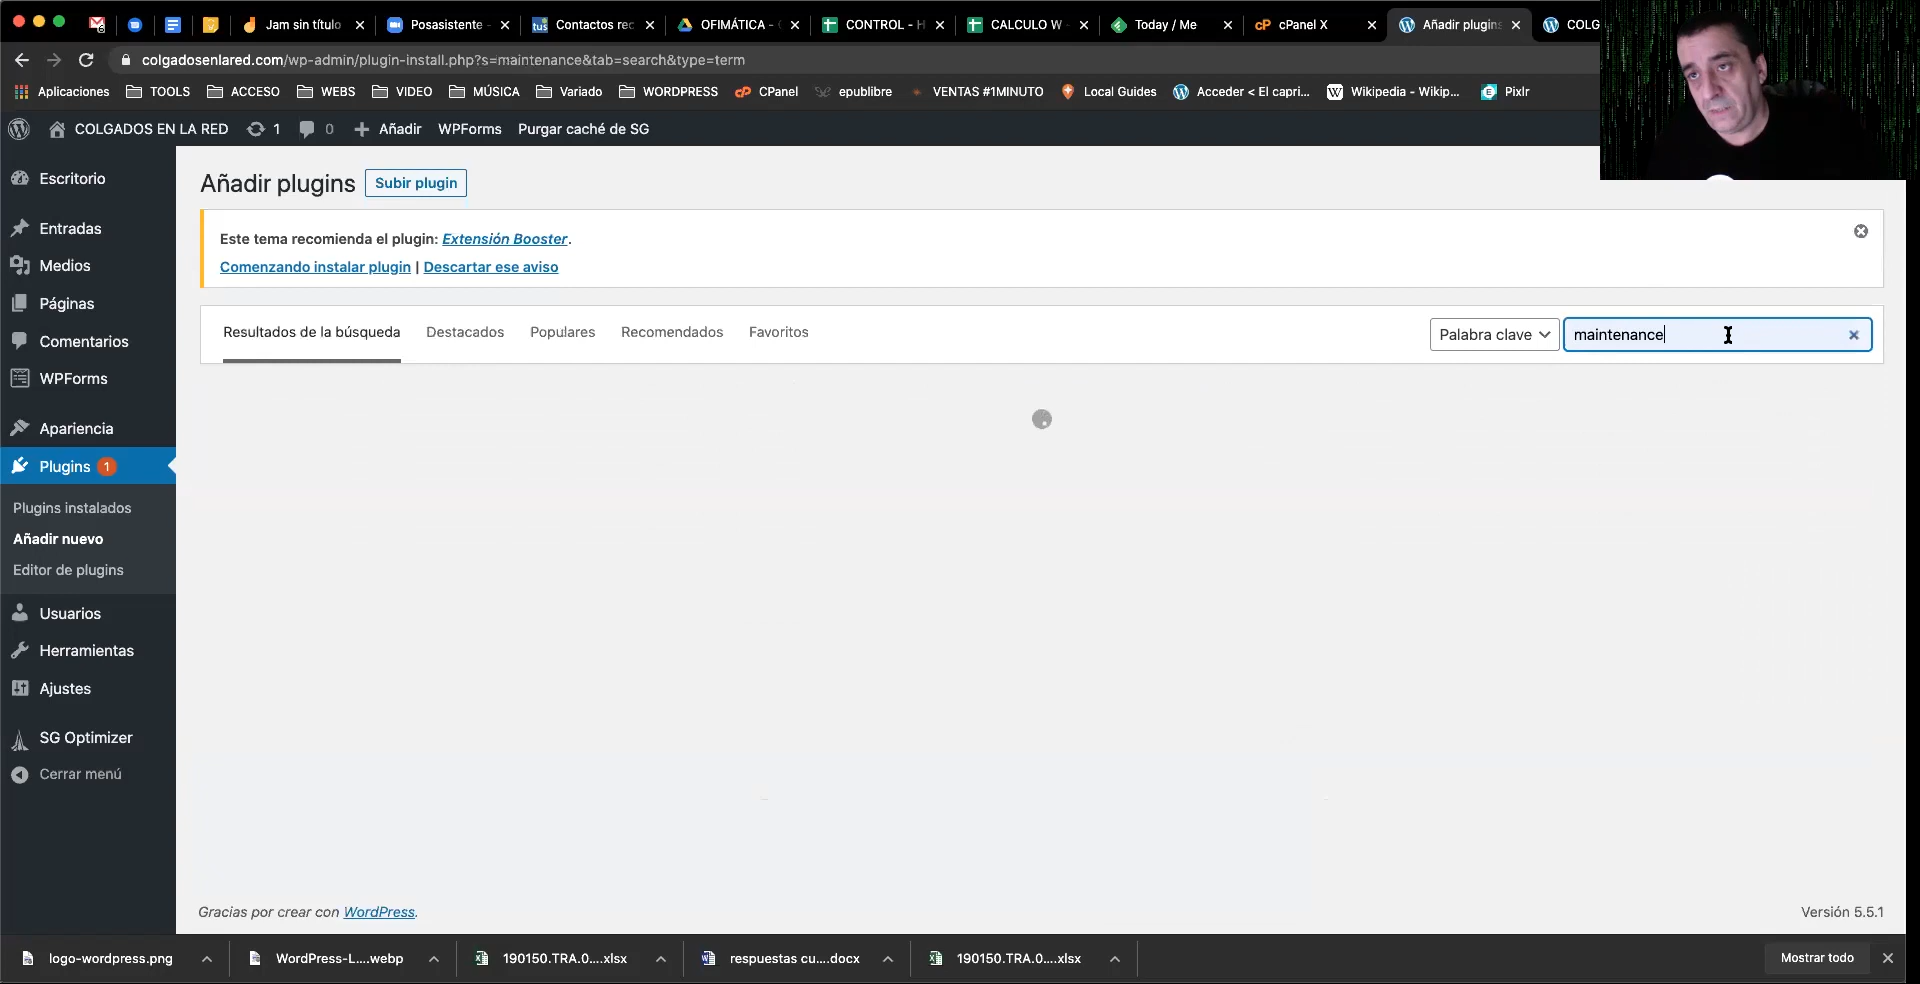 Jam sin título
Posasistente -
Contactos rec
OFIMÁTICA - (
CONTROL - H
CALCULO W -
Today / Me
cPanel X
Añadir plugins
COLG
colgadosenlared.com/wp-admin/plugin-install.php?s=maintenance&tab=search&type=term
Aplicaciones
TOOLS
ACCESO
WEBS
VIDEO
MÚSICA
Variado
WORDPRESS
CPanel
epublibre
VENTAS #1MINUTO
Local Guides
Acceder < El capri...
Wikipedia - Wikip...
Pixlr
COLGADOS EN LA RED
1
0
Añadir
WPForms
Purgar caché de SG
Escritorio
Entradas
Medios
Páginas
Comentarios
WPForms
Apariencia
Plugins 1
Plugins instalados
Añadir nuevo
Editor de plugins
Usuarios
Herramientas
Ajustes
SG Optimizer
Cerrar menú
Añadir plugins
Subir plugin
Este tema recomienda el plugin: Extensión Booster.
Comenzando instalar plugin | Descartar ese aviso
Resultados de la búsqueda
Destacados
Populares
Recomendados
Favoritos
Palabra clave
maintenance
Gracias por crear con WordPress.
Versión 5.5.1
logo-wordpress.png
WordPress-L....webp
190150.TRA.0....xlsx
respuestas cu....docx
190150.TRA.0....xlsx
Mostrar todo